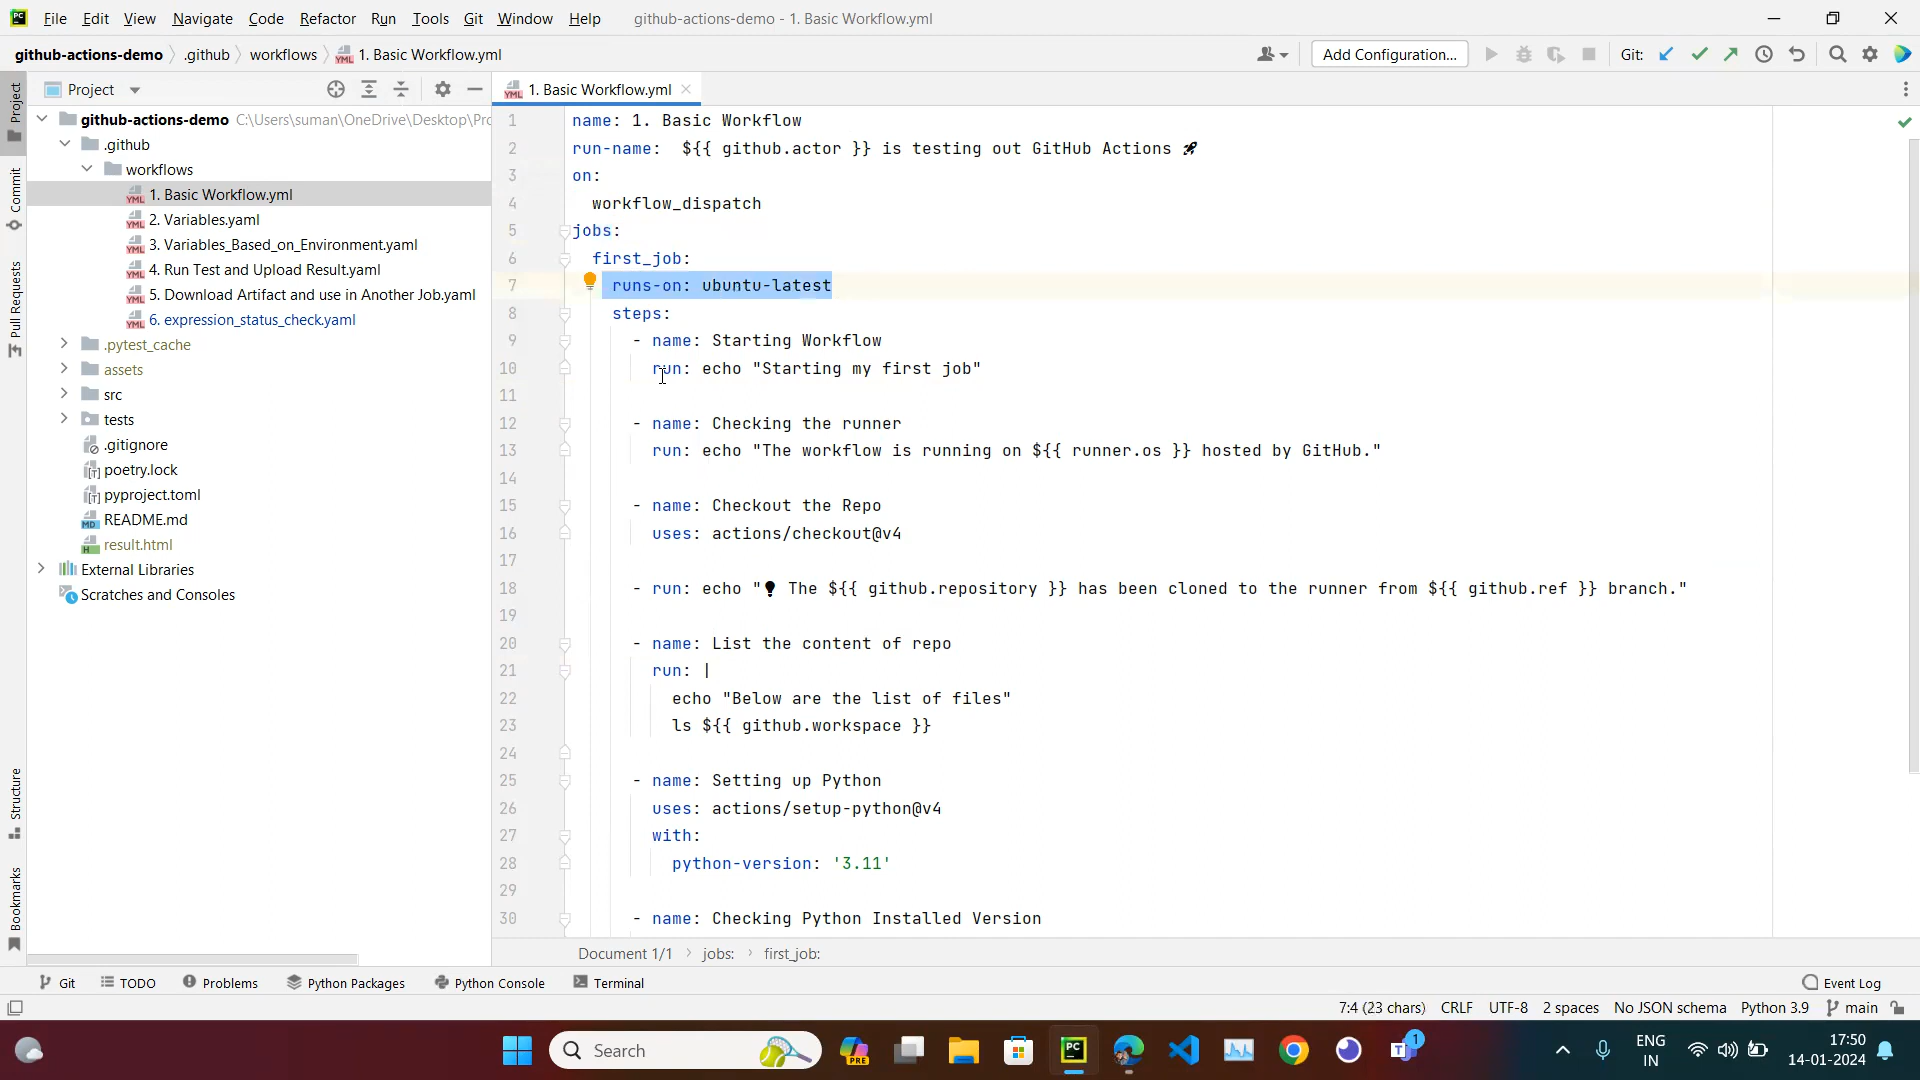 File Edit View Navigate Code Refactor Run Tools Git Window Help github-actions-demo - 1. Basic Workflow.yml
github-actions-demo .github workflows 1. Basic Workflow.yml Add Configuration... Git:
Project
1. Basic Workflow.yml
github-actions-demo C:\Users\suman\OneDrive\Desktop\Prc
.github
workflows
1. Basic Workflow.yml
2. Variables.yaml
3. Variables_Based_on_Environment.yaml
4. Run Test and Upload Result.yaml
5. Download Artifact and use in Another Job.yaml
6. expression_status_check.yaml
.pytest_cache
assets
src
tests
.gitignore
poetry.lock
pyproject.toml
README.md
result.html
External Libraries
Scratches and Consoles
Project
Commit
Pull Requests
Structure
Bookmarks
1 name: 1. Basic Workflow
2 run-name: ${{ github.actor }} is testing out GitHub Actions 🚀
3 on:
4 workflow_dispatch
5 jobs:
6 first_job:
7 runs-on: ubuntu-latest
8 steps:
9 - name: Starting Workflow
10 run: echo "Starting my first job"
11
12 - name: Checking the runner
13 run: echo "The workflow is running on ${{ runner.os }} hosted by GitHub."
14
15 - name: Checkout the Repo
16 uses: actions/checkout@v4
17
18 - run: echo "💡 The ${{ github.repository }} has been cloned to the runner from ${{ github.ref }} branch."
19
20 - name: List the content of repo
21 run: |
22 echo "Below are the list of files"
23 ls ${{ github.workspace }}
24
25 - name: Setting up Python
26 uses: actions/setup-python@v4
27 with:
28 python-version: '3.11'
29
30 - name: Checking Python Installed Version
Document 1/1 jobs: first_job:
Git TODO Problems Python Packages Python Console Terminal Event Log
7:4 (23 chars) CRLF UTF-8 2 spaces No JSON schema Python 3.9 main
Search
PRE
1
ENG
IN
17:50
14-01-2024